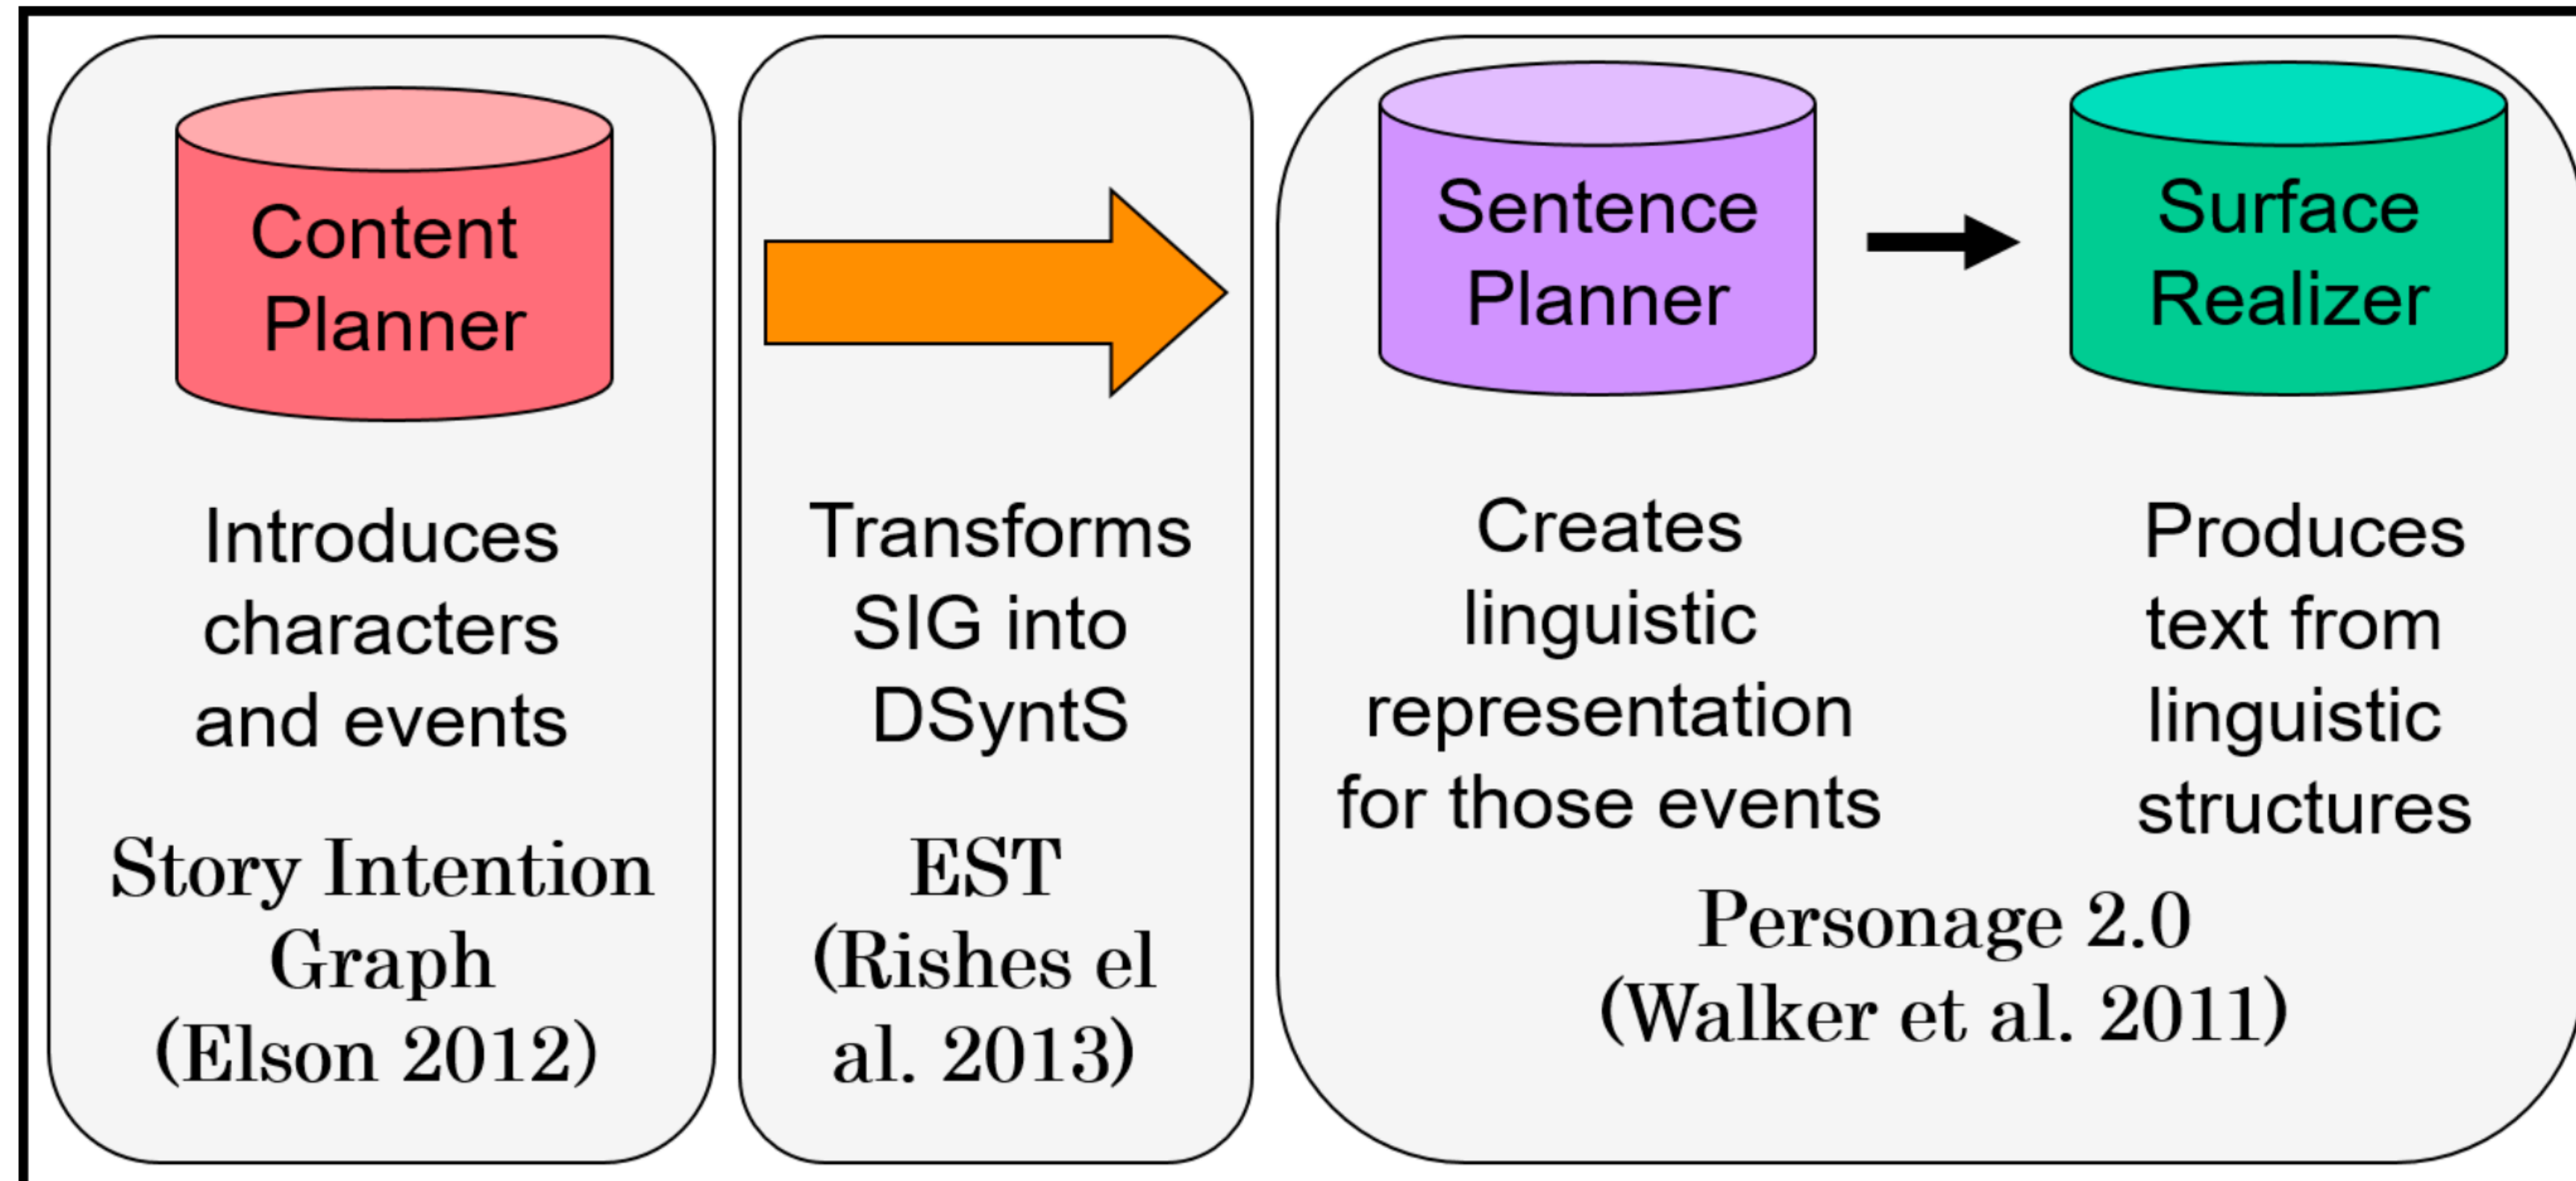 Content
Planner
Introduces
characters
and events
Story Intention
Graph
(Elson 2012)
Transforms
SIG into
DSyntS
EST
(Rishes el
al. 2013)
Sentence
Planner
Creates
linguistic
representation
for those events
Surface
Realizer
Produces
text from
linguistic
structures
Personage 2.0
(Walker et al. 2011)